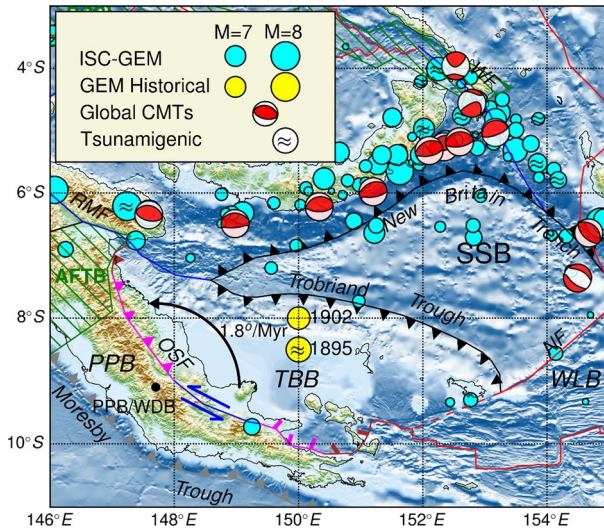 M=7 M=8
ISC-GEM
GEM Historical
Global CMTs
Tsunamigenic
WF
4°S
6°S
8°S
10°S
RMF
AFTB
New Britain Trench
SSB
Trobriand Trough
1902
1895
1.8°/Myr
TBB
OSF
PPB
PPB/WDB
NF
WLB
Moresby Trough
146°E 148°E 150°E 152°E 154°E